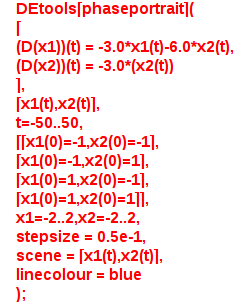 DEtools[phaseportrait](
[
(D(x1))(t) = -3.0*x1(t)-6.0*x2(t),
(D(x2))(t) = -3.0*(x2(t))
],
[x1(t),x2(t)],
t=-50..50,
[[x1(0)=-1,x2(0)=-1],
[x1(0)=-1,x2(0)=1],
[x1(0)=1,x2(0)=-1],
[x1(0)=1,x2(0)=1]],
x1=-2..2,x2=-2..2,
stepsize = 0.5e-1,
scene = [x1(t),x2(t)],
linecolour = blue
);